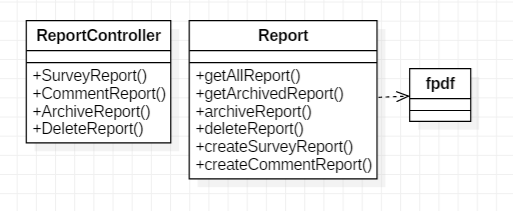 ReportController
+SurveyReport()
+CommentReport()
+ArchiveReport()
+DeleteReport()
Report
+getAllReport()
+getArchivedReport()
+archiveReport()
+deleteReport()
+createSurveyReport()
+createCommentReport()
fpdf